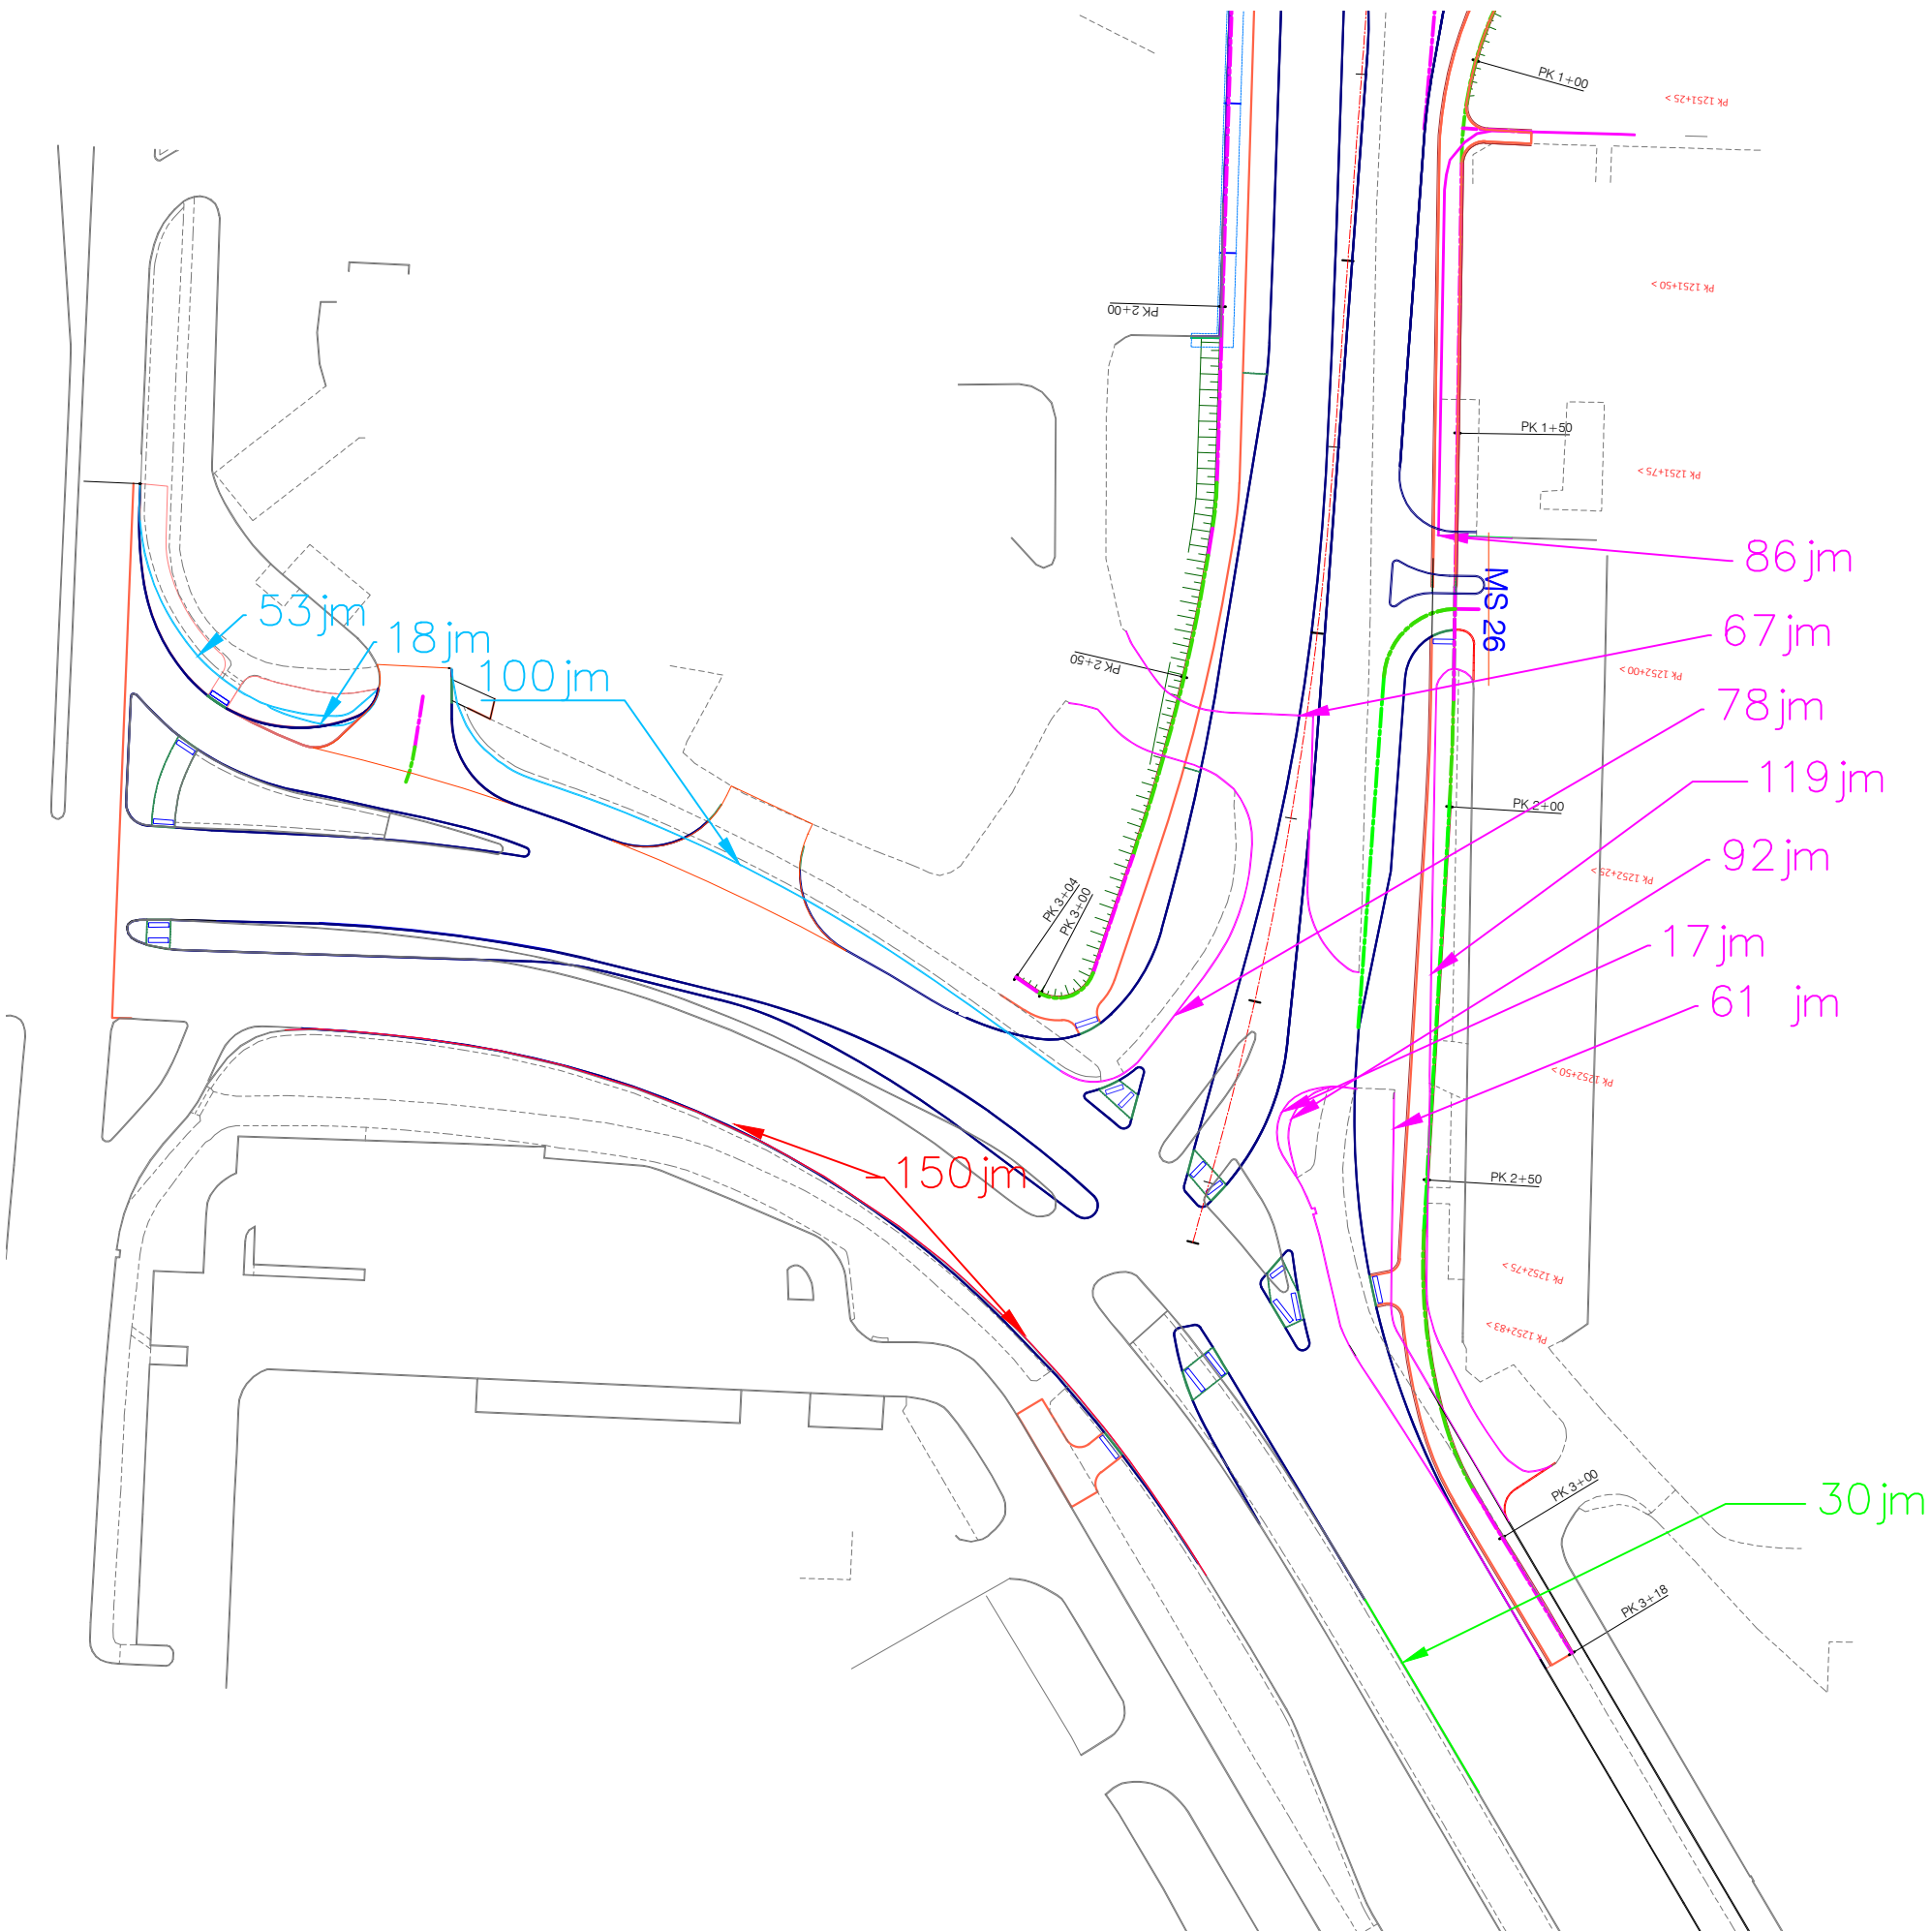 PK 1+00
Pk 1251+25 >
Pk 1251+50 >
PK 2+00
PK 1+50
Pk 1251+75 >
86 jm
MS 26
53 jm
18 jm
67 jm
PK 2+50
Pk 1252+00 >
100 jm
78 jm
119 jm
PK 2+00
92 jm
Pk 1252+25 >
PK 3+04
PK 3+00
17 jm
61 jm
Pk 1252+50 >
150 jm
PK 2+50
Pk 1252+75 >
Pk 1252+83 >
PK 3+00
30 jm
PK 3+18